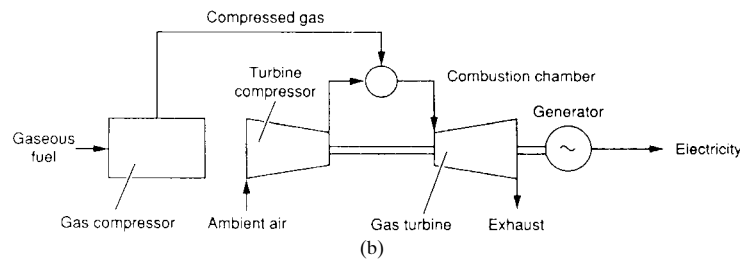 Compressed gas
Turbine
compressor
Combustion chamber
Generator
Gaseous
fuel
~
Electricity
Gas compressor
Ambient air
Gas turbine
Exhaust
(b)